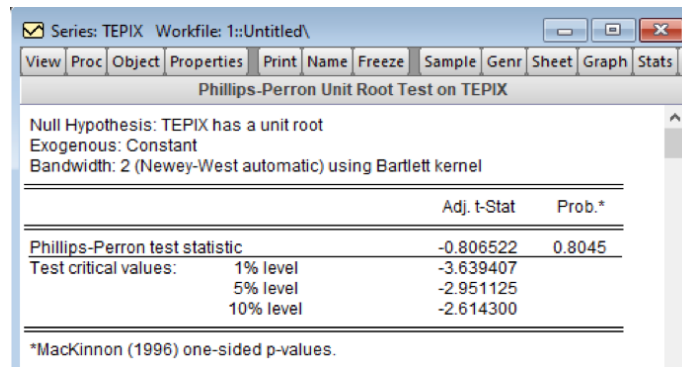 Series: TEPIX Workfile: 1::Untitled\
View Proc Object Properties Print Name Freeze Sample Genr Sheet Graph Stats
Phillips-Perron Unit Root Test on TEPIX
Null Hypothesis: TEPIX has a unit root
Exogenous: Constant
Bandwidth: 2 (Newey-West automatic) using Bartlett kernel
Adj. t-Stat Prob.*
Phillips-Perron test statistic -0.806522 0.8045
Test critical values: 1% level -3.639407
5% level -2.951125
10% level -2.614300
*MacKinnon (1996) one-sided p-values.